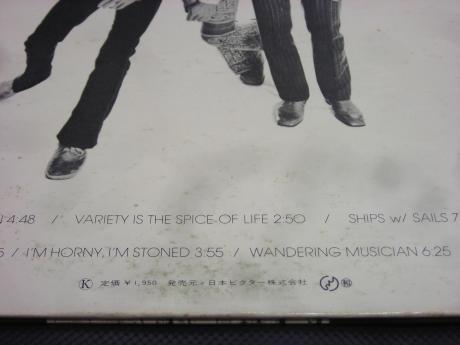 4:48 / VARIETY IS THE SPICE OF LIFE 2:50 / SHIPS w/ SAILS 7
5 / I'M HORNY, I'M STONED 3:55 / WANDERING MUSICIAN 6:25
Ⓚ 定価 ¥1,950 発売元・日本ビクター株式会社